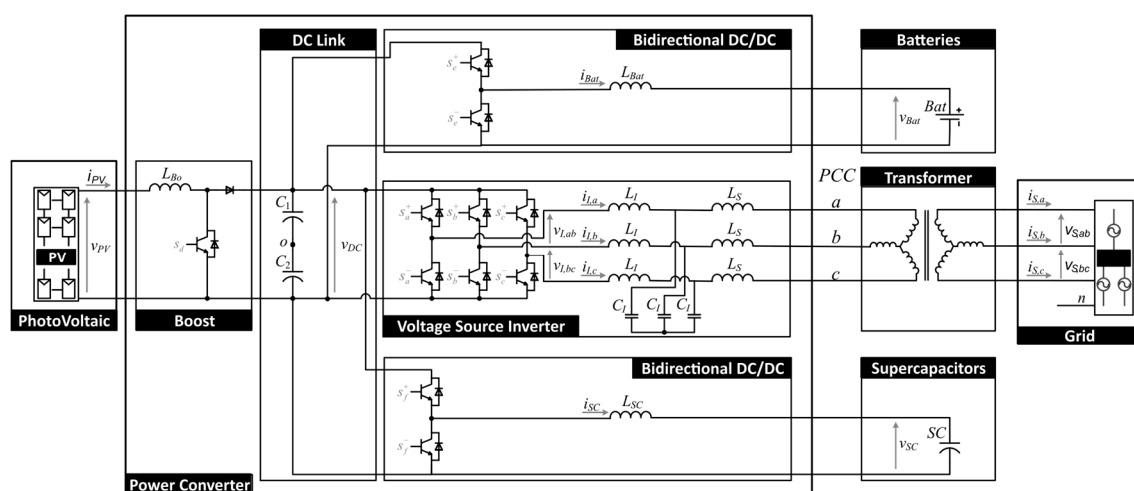 DC Link
Bidirectional DC/DC
Batteries
s_e^+
i_Bat
L_Bat
s_e^-
v_Bat
Bat
+
-
i_PV
L_Bo
PCC
Transformer
C_1
s_a^+
s_b^+
s_c^+
i_I,a
L_I
L_S
a
i_S,a
v_PV
s_d
o
v_DC
v_I,ab
i_I,b
L_I
L_S
b
i_S,b
v_S,ab
PV
C_2
s_a^-
s_b^-
s_c^-
v_I,bc
i_I,c
L_I
L_S
c
i_S,c
v_S,bc
C_I
C_I
C_I
n
PhotoVoltaic
Boost
Voltage Source Inverter
Grid
Bidirectional DC/DC
Supercapacitors
s_f^+
i_SC
L_SC
s_f^-
v_SC
SC
Power Converter